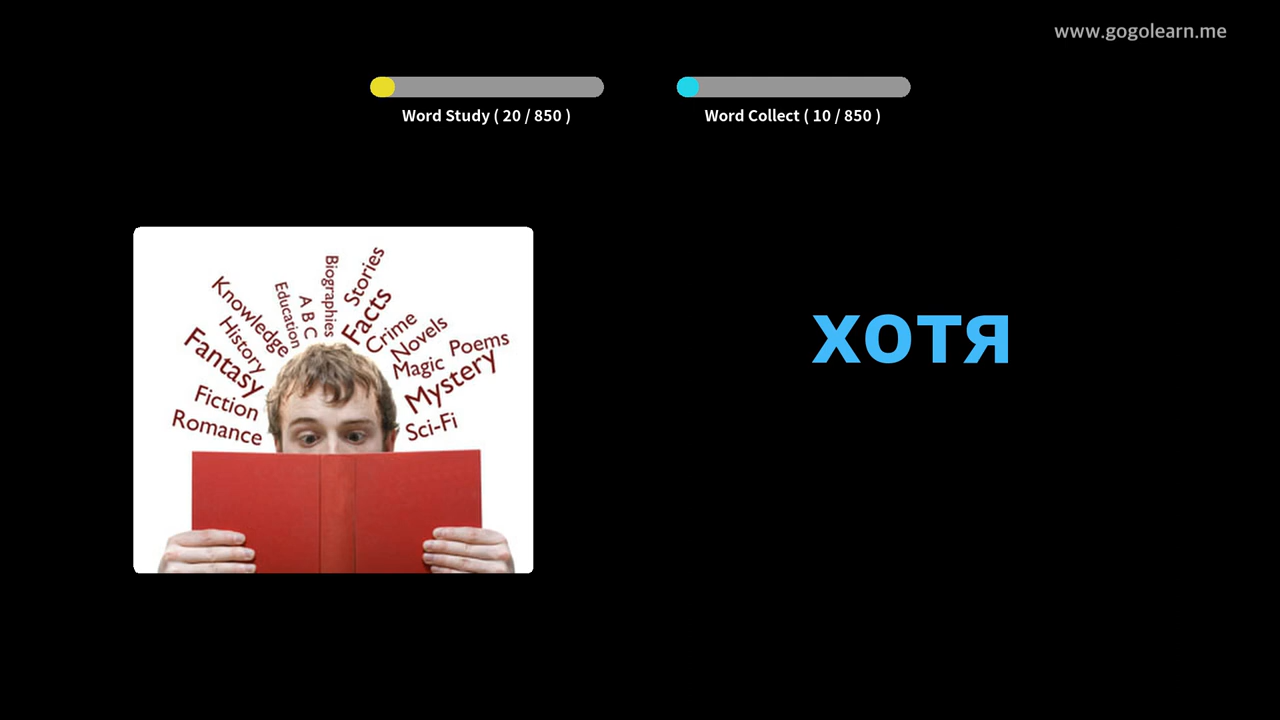 www.gogolearn.me
Word Study ( 20 / 850 )
Word Collect ( 10 / 850 )
Biographies
Stories
Education
A B C
Facts
Knowledge
Crime
History
Novels
Fantasy
Magic
Poems
Mystery
Fiction
Romance
Sci-Fi
хотя